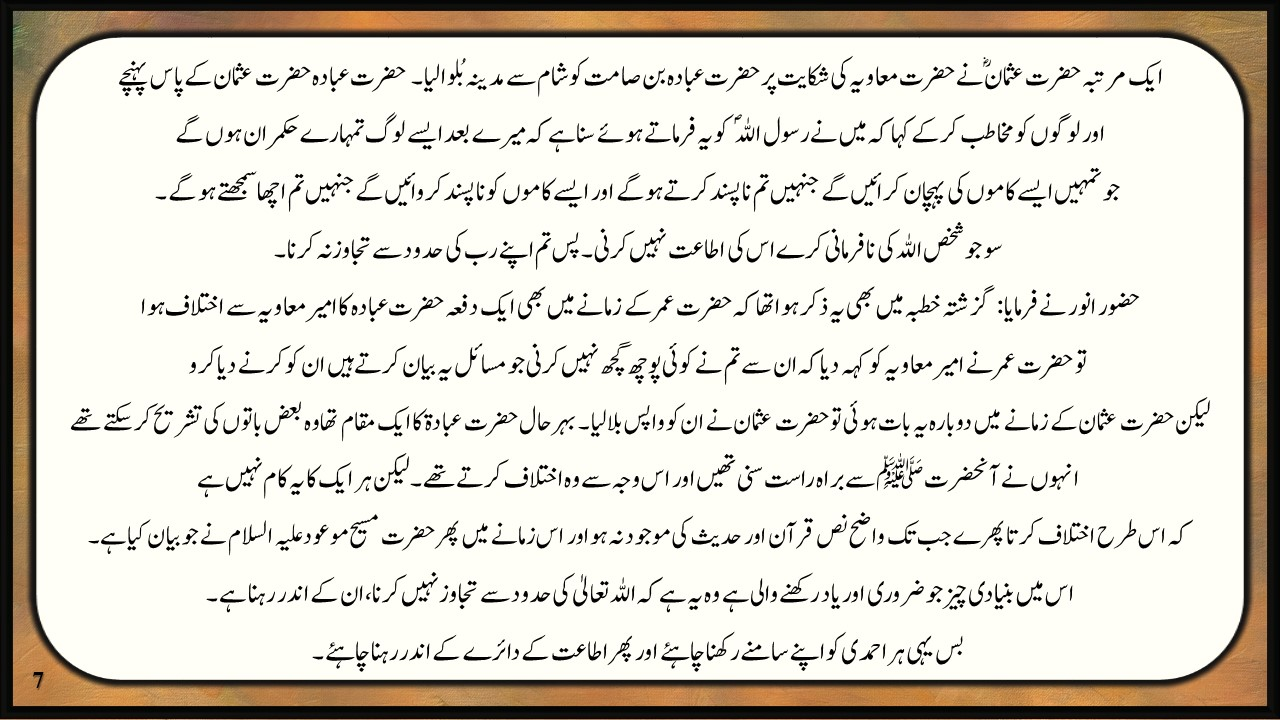 ایک مرتبہ حضرت عثمانؓ نے حضرت معاویہ کی شکایت پر حضرت عبادہ بن صامت کو شام سے مدینہ بُلوا لیا۔ حضرت عبادہ حضرت عثمان کے پاس پہنچے
اور لوگوں کو مخاطب کرکے کہا کہ میں نے رسول اللہ ؐ کو یہ فرماتے ہوئے سنا ہے کہ میرے بعد ایسے لوگ تمہارے حکمران ہوں گے
جو تمہیں ایسے کاموں کی پہچان کرائیں گے جنہیں تم ناپسند کرتے ہوگے اور ایسے کاموں کو ناپسند کروائیں گے جنہیں تم اچھا سمجھتے ہوگے۔
سو جو شخص اللہ کی نافرمانی کرے اس کی اطاعت نہیں کرنی۔ پس تم اپنے رب کی حدود سے تجاوز نہ کرنا۔
حضور انور نے فرمایا: گزشتہ خطبہ میں بھی یہ ذکر ہوا تھا کہ حضرت عمر کے زمانے میں بھی ایک دفعہ حضرت عبادہ کا امیر معاویہ سے اختلاف ہوا
تو حضرت عمر نے امیر معاویہ کو کہہ دیا کہ ان سے تم نے کوئی پوچھ گچھ نہیں کرنی جو مسائل یہ بیان کرتے ہیں ان کو کرنے دیا کرو
لیکن حضرت عثمان کے زمانے میں دوبارہ یہ بات ہوئی تو حضرت عثمان نے ان کو واپس بلا لیا۔ بہرحال حضرت عبادۃ کا ایک مقام تھا وہ بعض باتوں کی تشریح کرسکتے تھے
انہوں نے آنحضرت ﷺ سے براہ راست سنی تھیں اور اس وجہ سے وہ اختلاف کرتے تھے۔ لیکن ہر ایک کا یہ کام نہیں ہے
کہ اس طرح اختلاف کرتا پھرے جب تک واضح نص قرآن اور حدیث کی موجود نہ ہو اور اس زمانے میں پھر حضرت مسیح موعود علیہ السلام نے جو بیان کیا ہے۔
اس میں بنیادی چیز جو ضروری اور یاد رکھنے والی ہے وہ یہ ہے کہ اللہ تعالیٰ کی حدود سے تجاوز نہیں کرنا، ان کے اندر رہنا ہے۔
بس یہی ہر احمدی کو اپنے سامنے رکھنا چاہئے اور پھر اطاعت کے دائرے کے اندر رہنا چاہئے۔
7